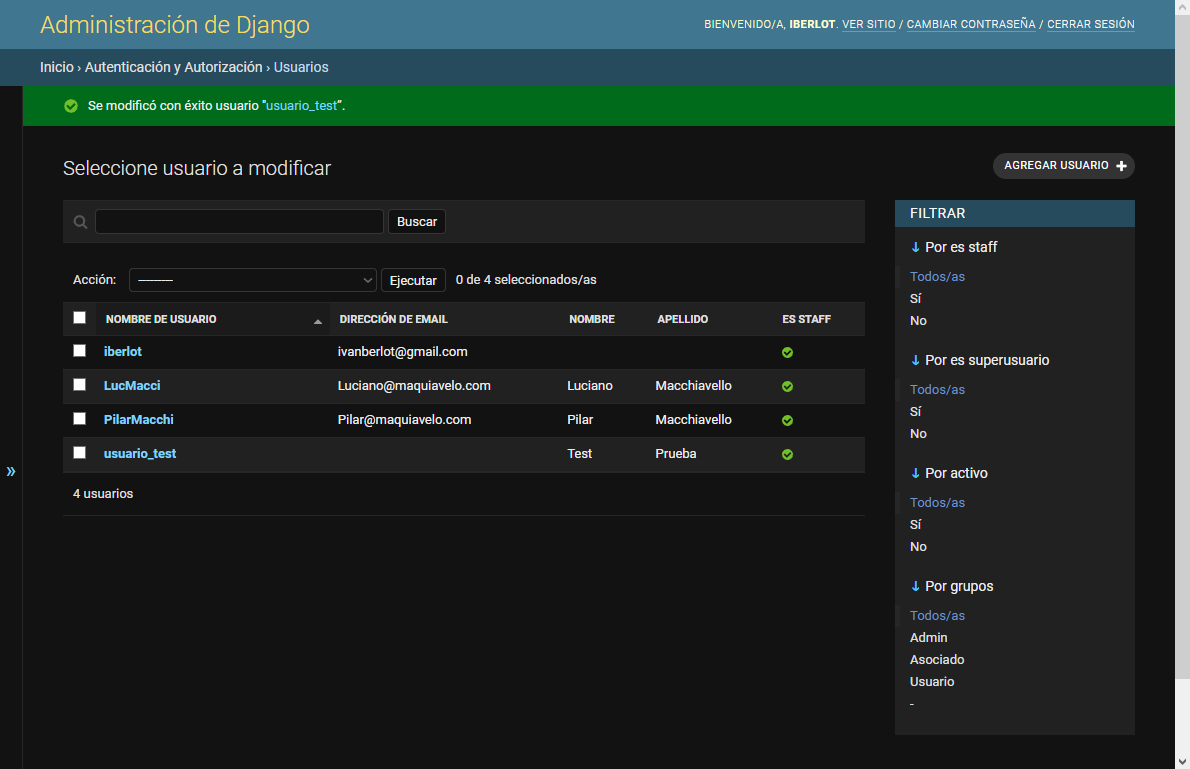 Administración de Django
BIENVENIDO/A, IBERLOT. VER SITIO / CAMBIAR CONTRASEÑA / CERRAR SESIÓN
Inicio › Autenticación y Autorización › Usuarios
Se modificó con éxito usuario "usuario_test”.
Seleccione usuario a modificar
AGREGAR USUARIO +
Buscar
Acción: --------- Ejecutar 0 de 4 seleccionados/as
NOMBRE DE USUARIO DIRECCIÓN DE EMAIL NOMBRE APELLIDO ES STAFF
iberlot ivanberlot@gmail.com
LucMacci Luciano@maquiavelo.com Luciano Macchiavello
PilarMacchi Pilar@maquiavelo.com Pilar Macchiavello
usuario_test Test Prueba
4 usuarios
»
FILTRAR
↓ Por es staff
Todos/as
Sí
No
↓ Por es superusuario
Todos/as
Sí
No
↓ Por activo
Todos/as
Sí
No
↓ Por grupos
Todos/as
Admin
Asociado
Usuario
-